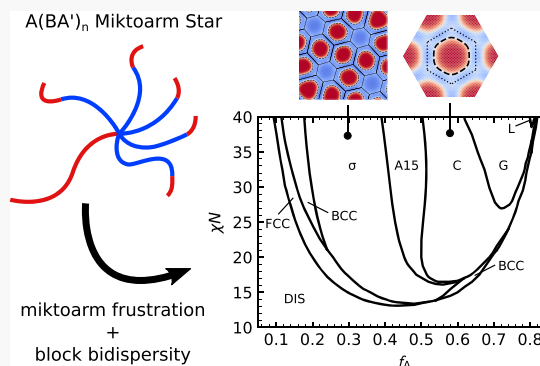 A(BA')n Miktoarm Star
miktoarm frustration
+
block bidispersity
χN
40
35
30
25
20
15
10
FCC
BCC
σ
A15
C
G
L
BCC
DIS
0.1 0.2 0.3 0.4 0.5 0.6 0.7 0.8
fA